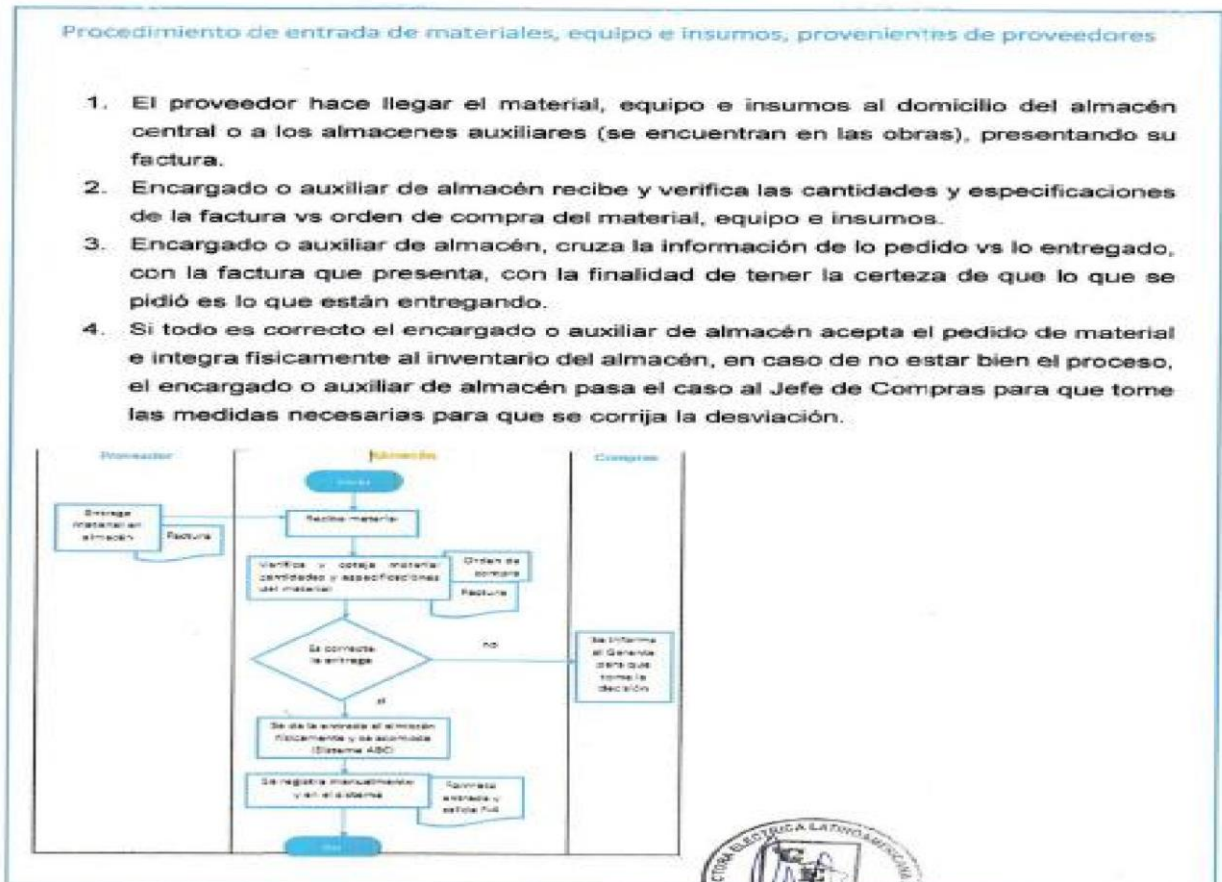 Procedimiento de entrada de materiales, equipo e insumos, provenientes de proveedores
1. El proveedor hace llegar el material, equipo e insumos al domicilio del almacén
central o a los almacenes auxiliares (se encuentran en las obras), presentando su
factura.
2. Encargado o auxiliar de almacén recibe y verifica las cantidades y especificaciones
de la factura vs orden de compra del material, equipo e insumos.
3. Encargado o auxiliar de almacén, cruza la información de lo pedido vs lo entregado,
con la factura que presenta, con la finalidad de tener la certeza de que lo que se
pidió es lo que están entregando.
4. Si todo es correcto el encargado o auxiliar de almacén acepta el pedido de material
e integra fisicamente al inventario del almacén, en caso de no estar bien el proceso,
el encargado o auxiliar de almacén pasa el caso al Jefe de Compras para que tome
las medidas necesarias para que se corrija la desviación.
Proveedor
Almacén
Compras
Inicio
Entrega
material en
almacén
Factura
Recibe material
Verifica y coteja material
cantidades y especificaciones
del material
Orden de
compra
Factura
Es correcta
la entrega
no
Se informa
al Gerente
para que
tome la
decisión
si
Se da la entrada al almacén
físicamente y se acomoda
(Sistema ABC)
Se registra manualmente
y en el sistema
Formato
entrada y
salida
Fin
CTORA ELECTRICA LATINOAMERICANA